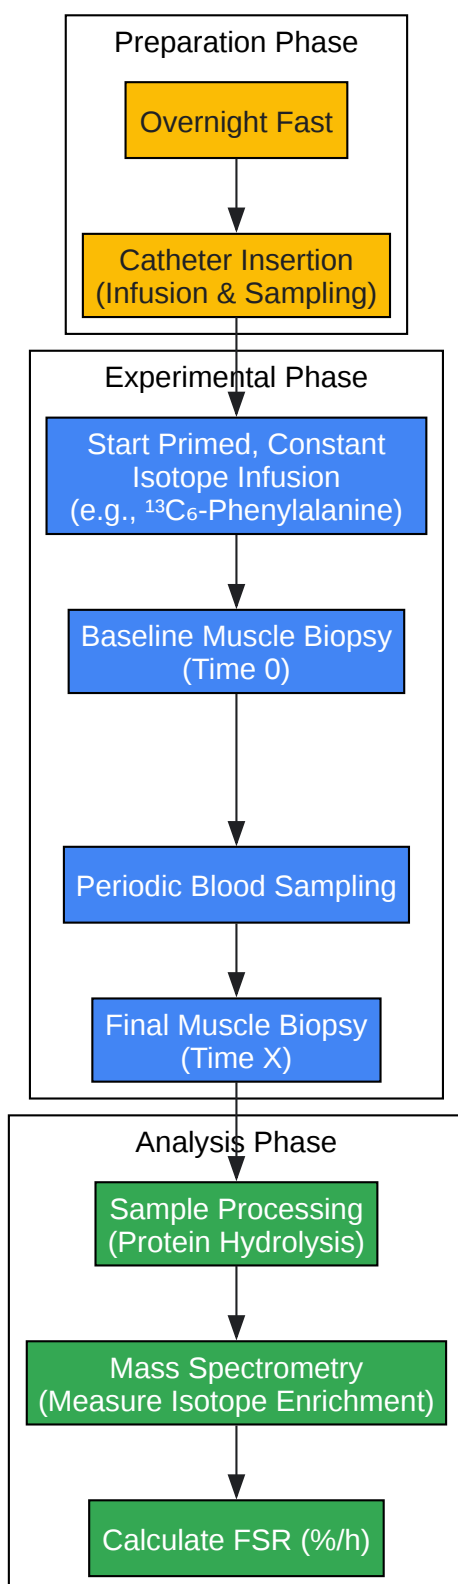 Preparation Phase
Overnight Fast
Catheter Insertion
(Infusion & Sampling)
Experimental Phase
Start Primed, Constant
Isotope Infusion
(e.g., ¹³C₆-Phenylalanine)
Baseline Muscle Biopsy
(Time 0)
Periodic Blood Sampling
Final Muscle Biopsy
(Time X)
Analysis Phase
Sample Processing
(Protein Hydrolysis)
Mass Spectrometry
(Measure Isotope Enrichment)
Calculate FSR (%/h)